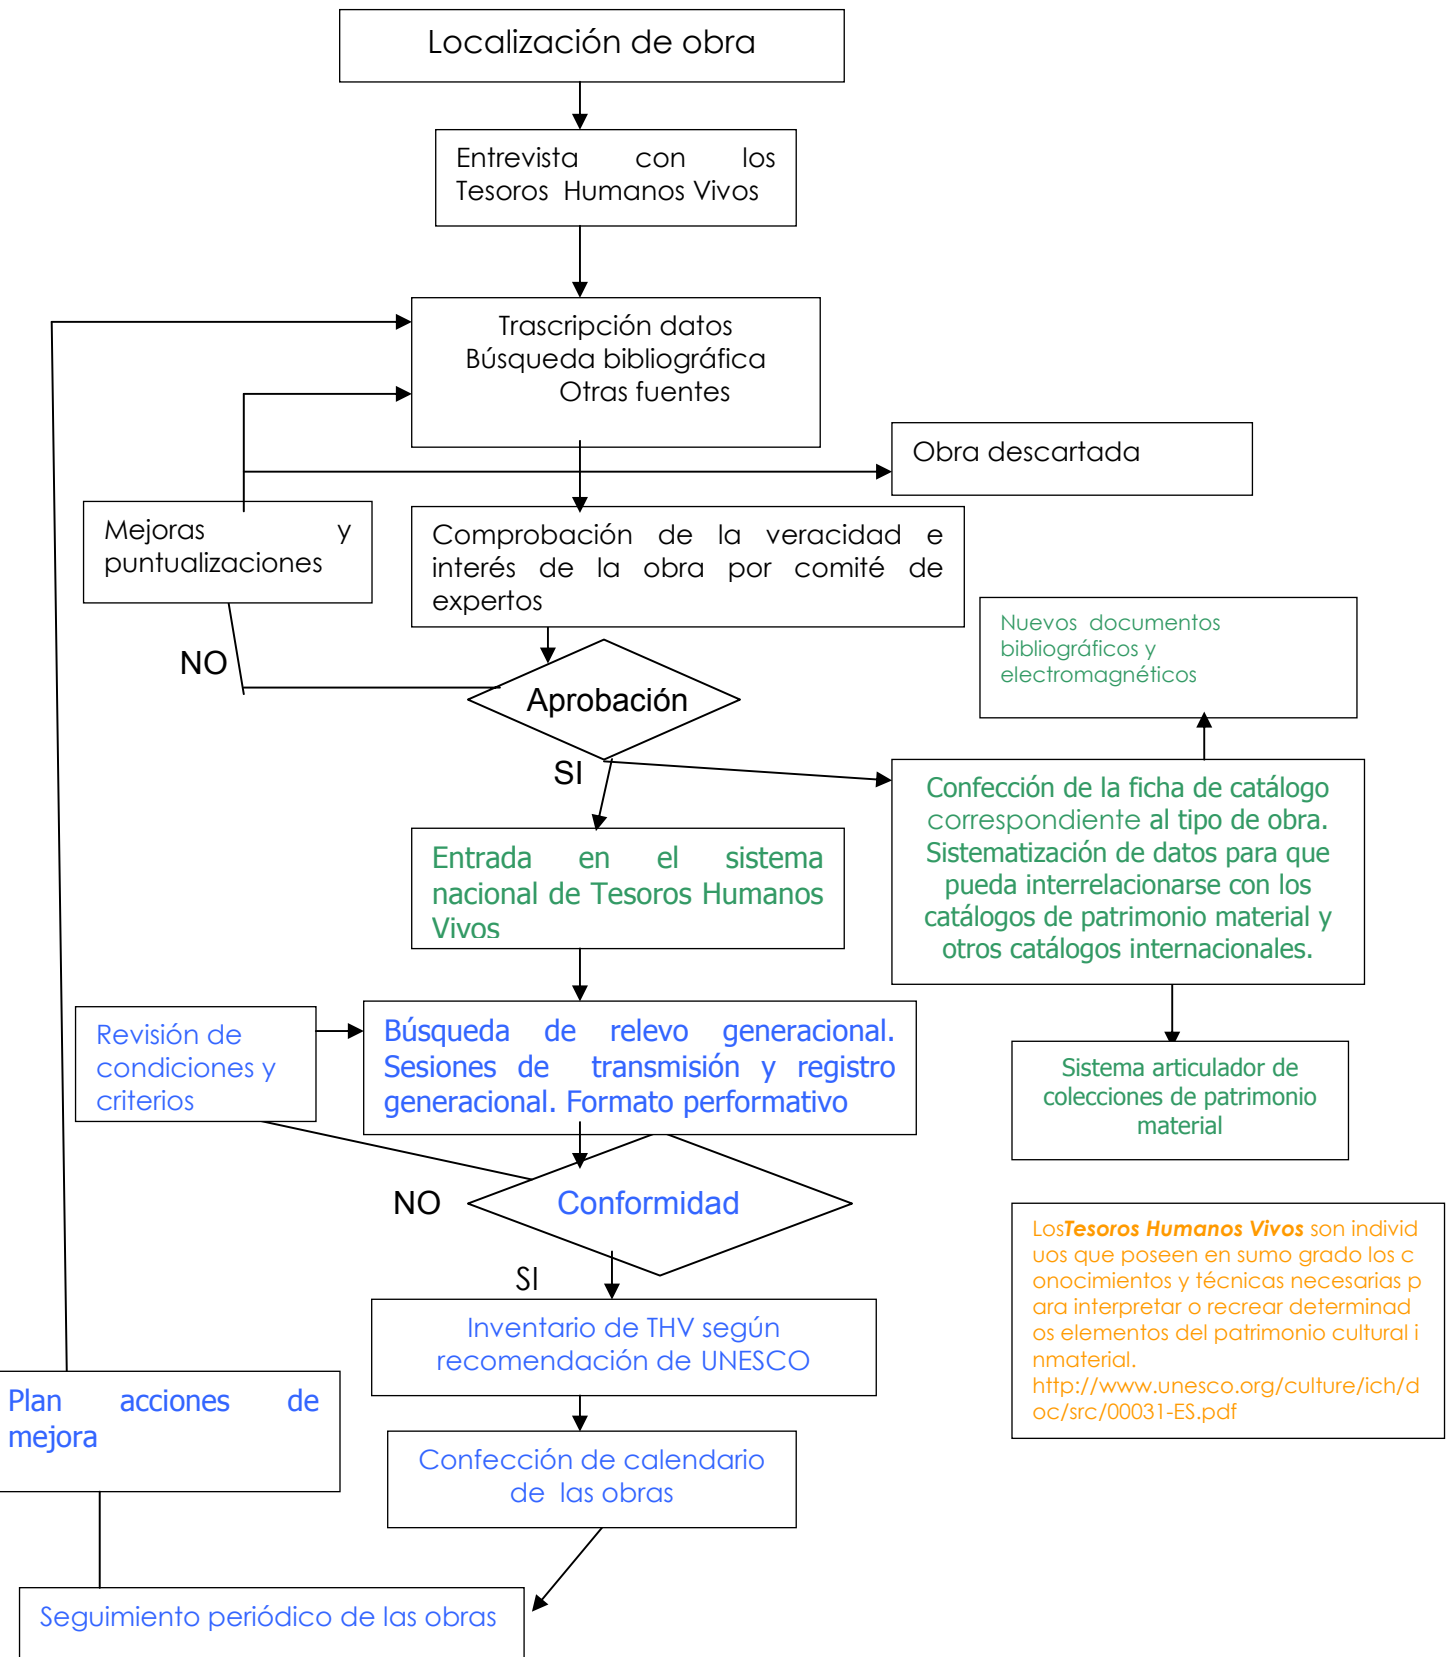 Localización de obra
Entrevista con los
Tesoros Humanos Vivos
Trascripción datos
Búsqueda bibliográfica
Otras fuentes
Obra descartada
Mejoras y
puntualizaciones
Comprobación de la veracidad e
interés de la obra por comité de
expertos
Nuevos documentos
bibliográficos y
electromagnéticos
NO
Aprobación
SI
Confección de la ficha de catálogo
correspondiente al tipo de obra.
Sistematización de datos para que
pueda interrelacionarse con los
catálogos de patrimonio material y
otros catálogos internacionales.
Entrada en el sistema
nacional de Tesoros Humanos
Vivos
Revisión de
condiciones y
criterios
Búsqueda de relevo generacional.
Sesiones de transmisión y registro
generacional. Formato performativo
Sistema articulador de
colecciones de patrimonio
material
NO
Conformidad
SI
LosTesoros Humanos Vivos son individ
uos que poseen en sumo grado los c
onocimientos y técnicas necesarias p
ara interpretar o recrear determinad
os elementos del patrimonio cultural i
nmaterial.
http://www.unesco.org/culture/ich/d
oc/src/00031-ES.pdf
Inventario de THV según
recomendación de UNESCO
Plan acciones de
mejora
Confección de calendario
de las obras
Seguimiento periódico de las obras